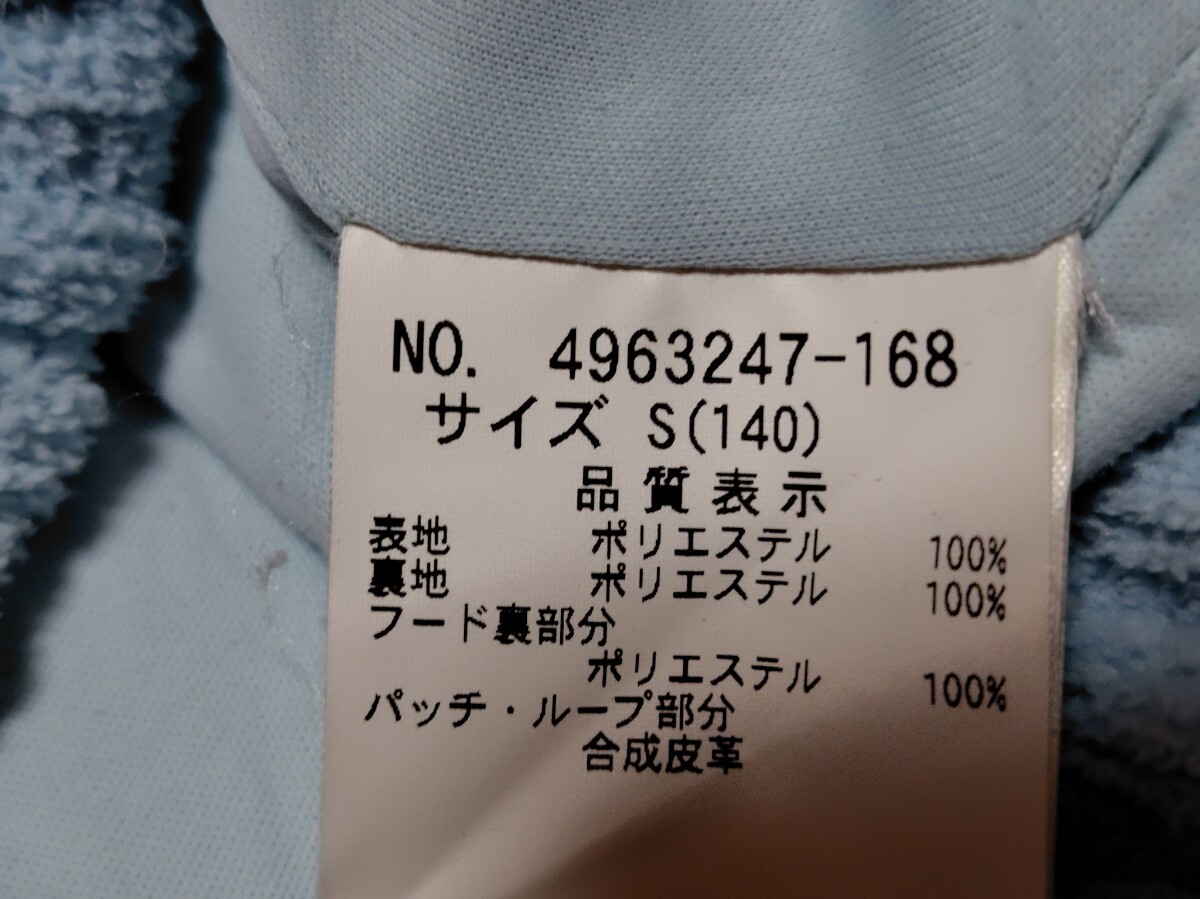 NO. 4963247-168
サイズ S(140)
品質表示
表地 ポリエステル 100%
裏地 ポリエステル 100%
フード裏部分
ポリエステル 100%
パッチ・ループ部分
合成皮革